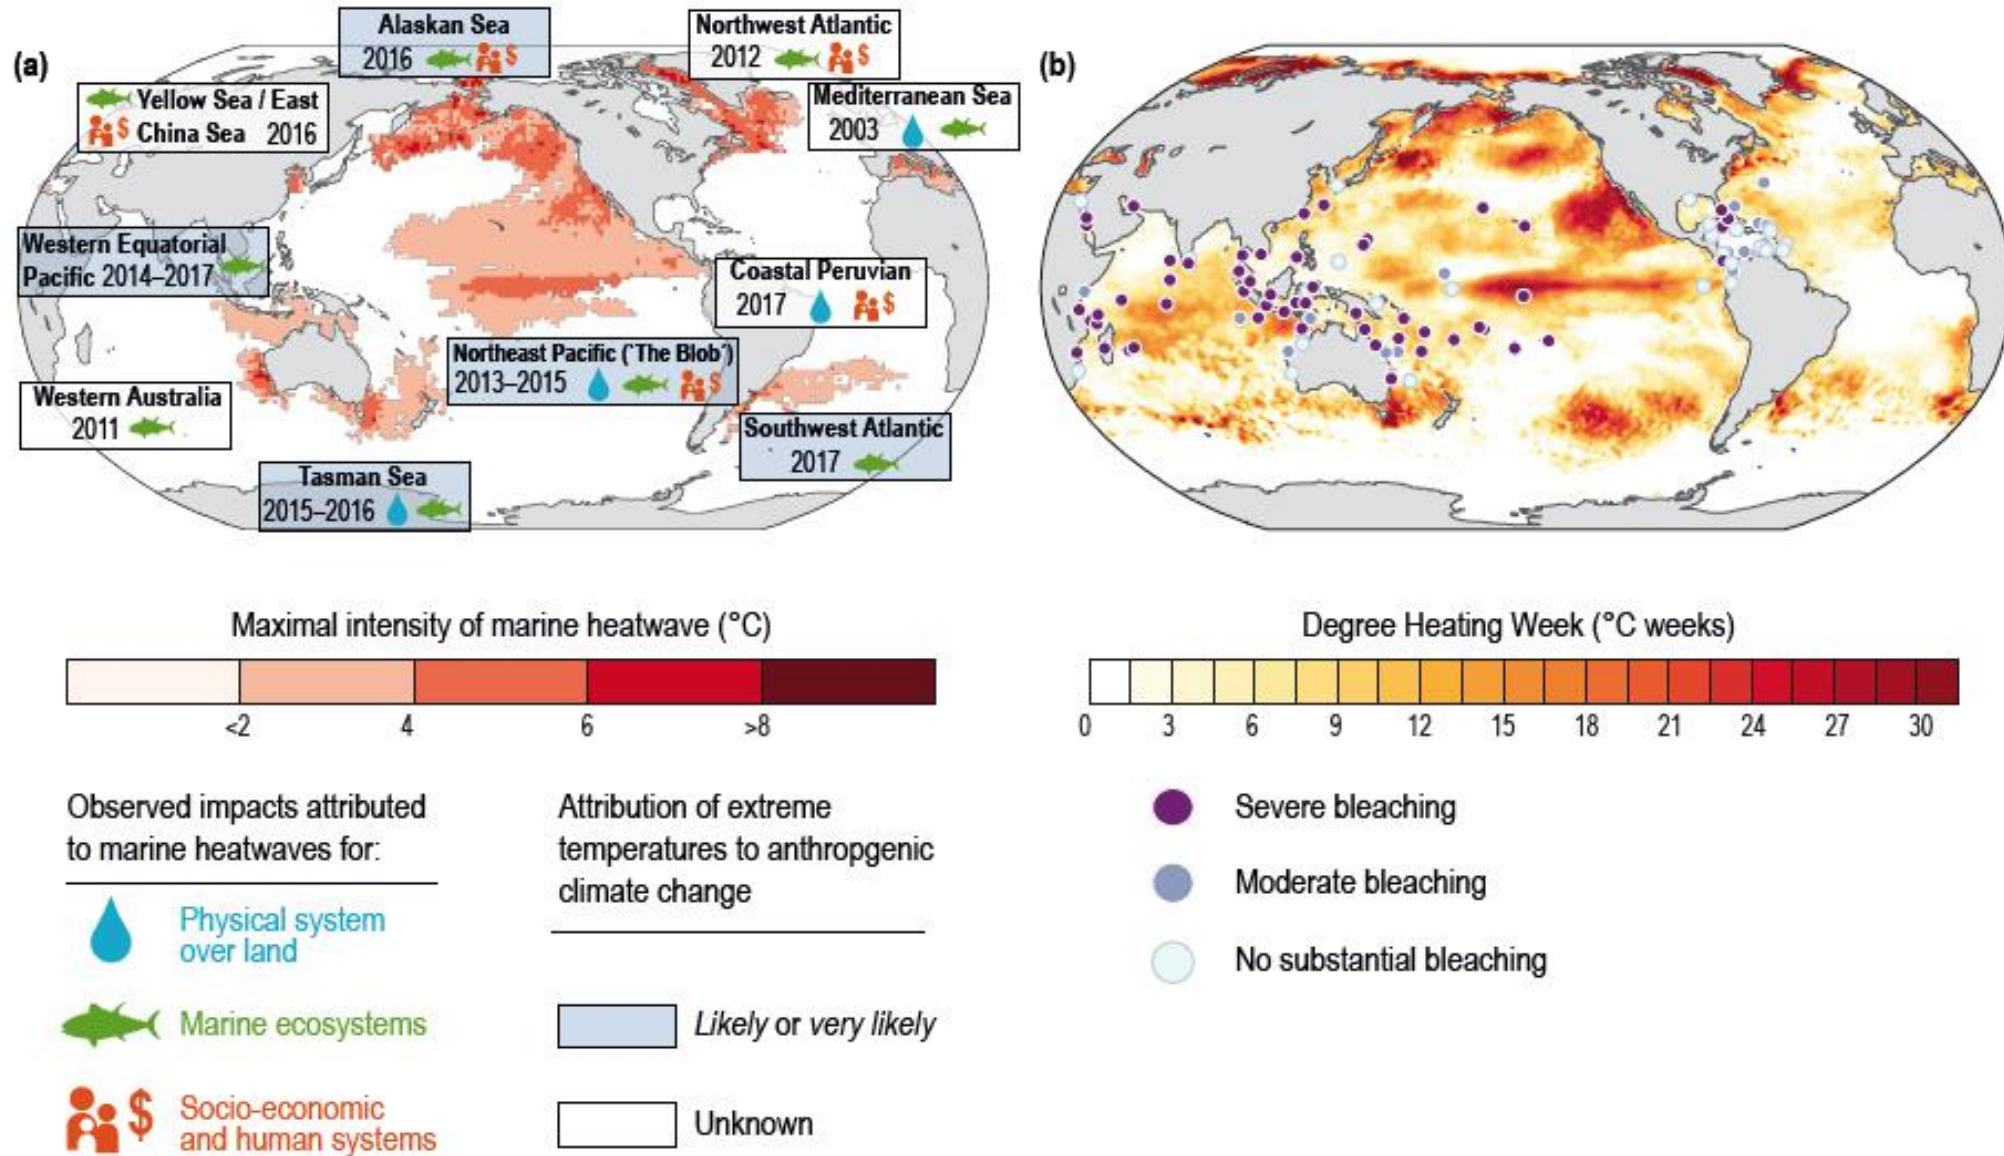 (a)
Alaskan Sea
2016 $
Northwest Atlantic
2012 $
Yellow Sea / East
$ China Sea 2016
Mediterranean Sea
2003
Western Equatorial
Pacific 2014–2017
Coastal Peruvian
2017 $
Northeast Pacific ('The Blob')
2013–2015 $
Western Australia
2011
Southwest Atlantic
2017
Tasman Sea
2015–2016
Maximal intensity of marine heatwave (°C)
<2 4 6 >8
Observed impacts attributed
to marine heatwaves for:
Physical system
over land
Marine ecosystems
$ Socio-economic
and human systems
Attribution of extreme
temperatures to anthropgenic
climate change
Likely or very likely
Unknown
(b)
Degree Heating Week (°C weeks)
0 3 6 9 12 15 18 21 24 27 30
Severe bleaching
Moderate bleaching
No substantial bleaching